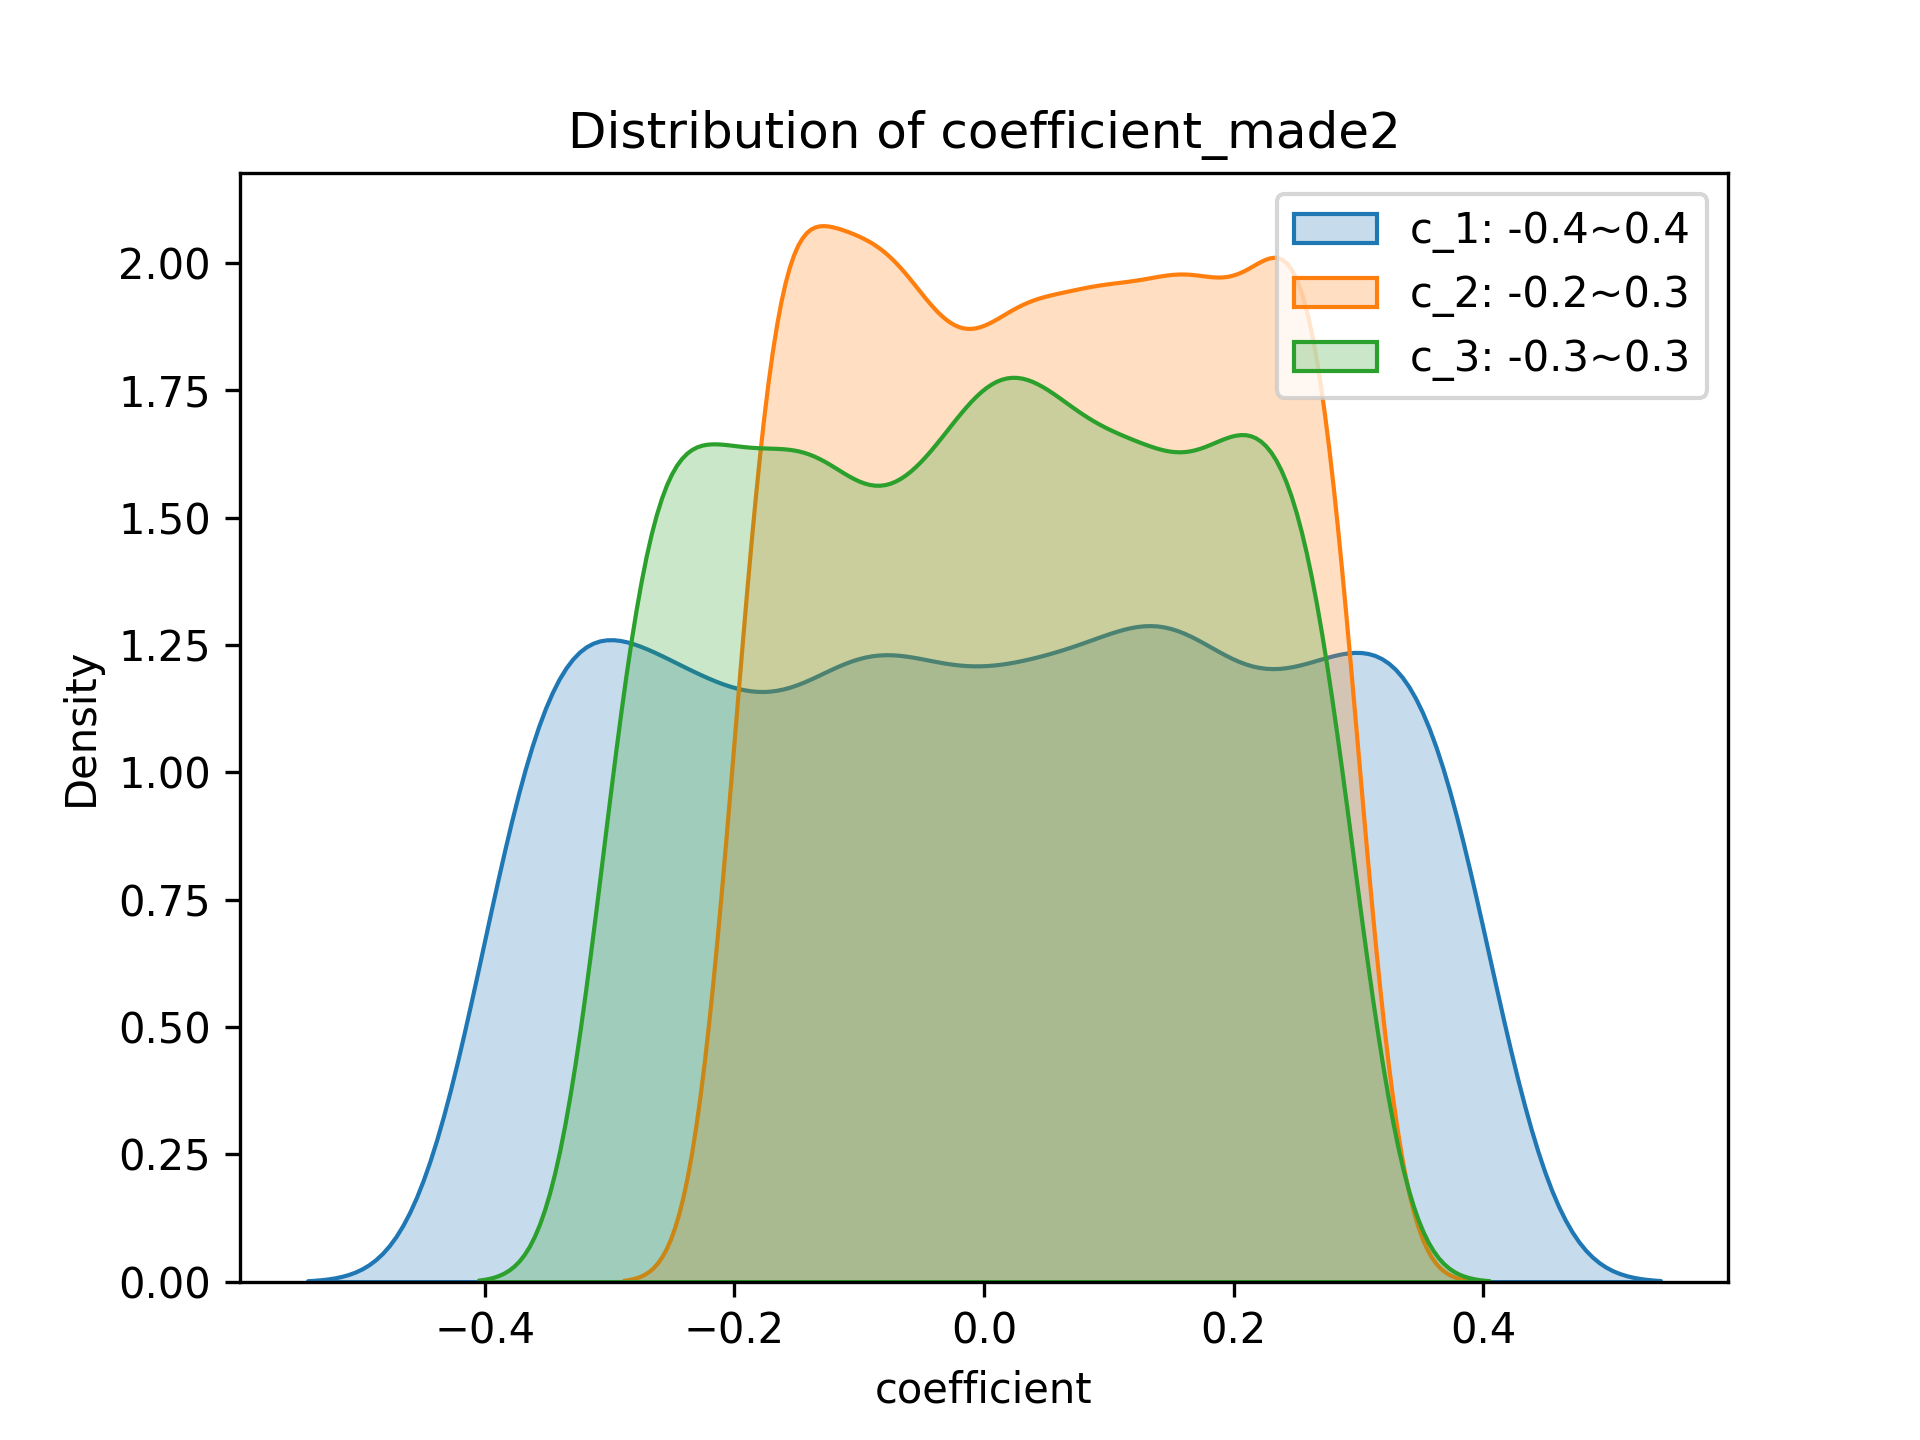 Distribution of coefficient_made2
c_1: -0.4~0.4
c_2: -0.2~0.3
c_3: -0.3~0.3
Density
2.00
1.75
1.50
1.25
1.00
0.75
0.50
0.25
0.00
−0.4 −0.2 0.0 0.2 0.4
coefficient